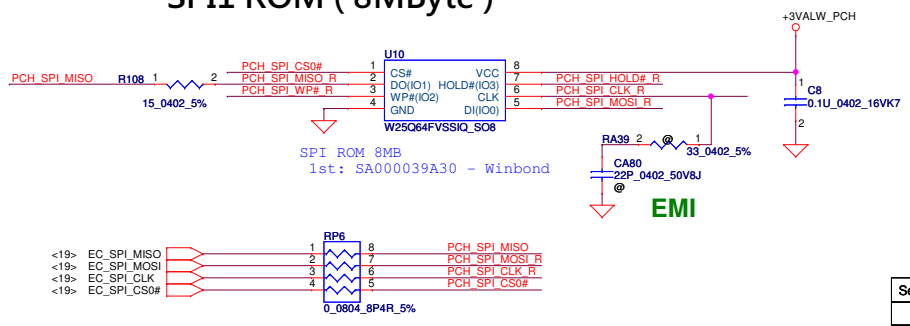 SPI1 ROM ( 8MByte )
+3VALW_PCH
U10
PCH_SPI_CS0# 1 CS# VCC 8
PCH_SPI_MISO R108 1 2 PCH_SPI_MISO_R 2 DO(IO1) HOLD#(IO3) 7 PCH_SPI_HOLD#_R
PCH_SPI_WP#_R 3 WP#(IO2) CLK 6 PCH_SPI_CLK_R
15_0402_5% 4 GND DI(IO0) 5 PCH_SPI_MOSI_R
W25Q64FVSSIQ_SO8
1 C8
0.1U_0402_16VK7
2
SPI ROM 8MB
1st: SA000039A30 - Winbond
RA39 2 @ 1
33_0402_5%
CA80
22P_0402_50V8J
@
EMI
RP6
<19> EC_SPI_MISO 1 8 PCH_SPI_MISO
<19> EC_SPI_MOSI 2 7 PCH_SPI_MOSI_R
<19> EC_SPI_CLK 3 6 PCH_SPI_CLK_R
<19> EC_SPI_CS0# 4 5 PCH_SPI_CS0#
0_0804_8P4R_5%